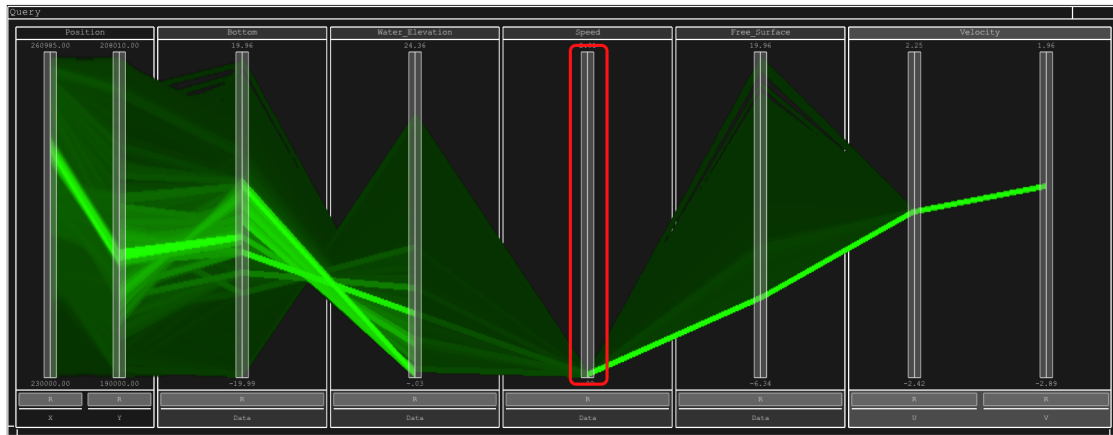 Query
Position Bottom Water_Elevation Speed Free_Surface Velocity
260985.00 208010.00 19.96 24.36 19.96 2.25 1.96
230000.00 190000.00 -19.99 -.03 -6.24 -2.42 -2.89
R R R R R R R R
X Y Data Data Data Data U V